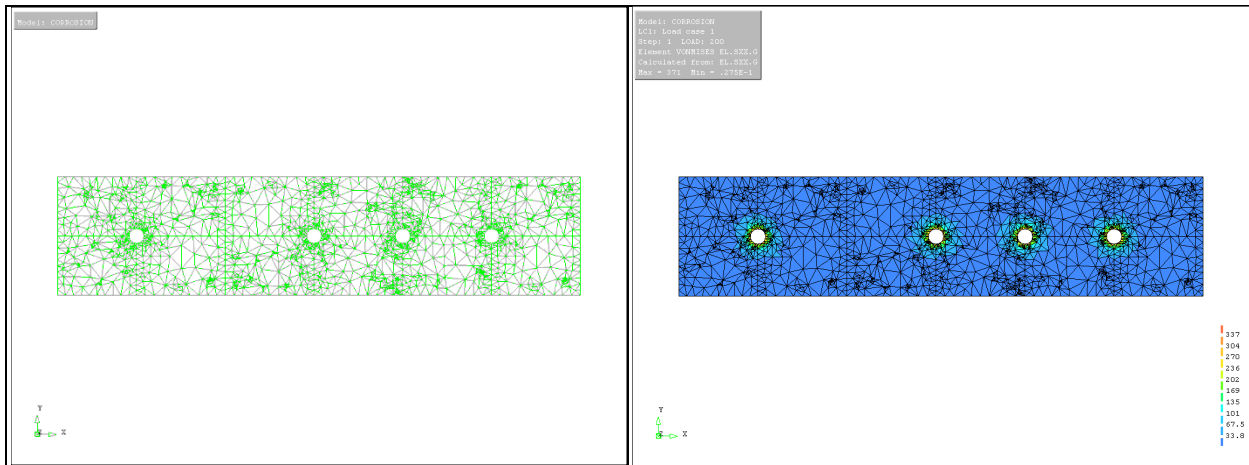 Model: CORROSION
Y
Z X
Model: CORROSION
LC1: Load case 1
Step: 1 LOAD: 200
Element VONMISES EL.SXX.G
Calculated from: EL.SXX.G
Max = 371 Min = .275E-1
337
304
270
236
202
169
135
101
67.5
33.8
Y
Z X